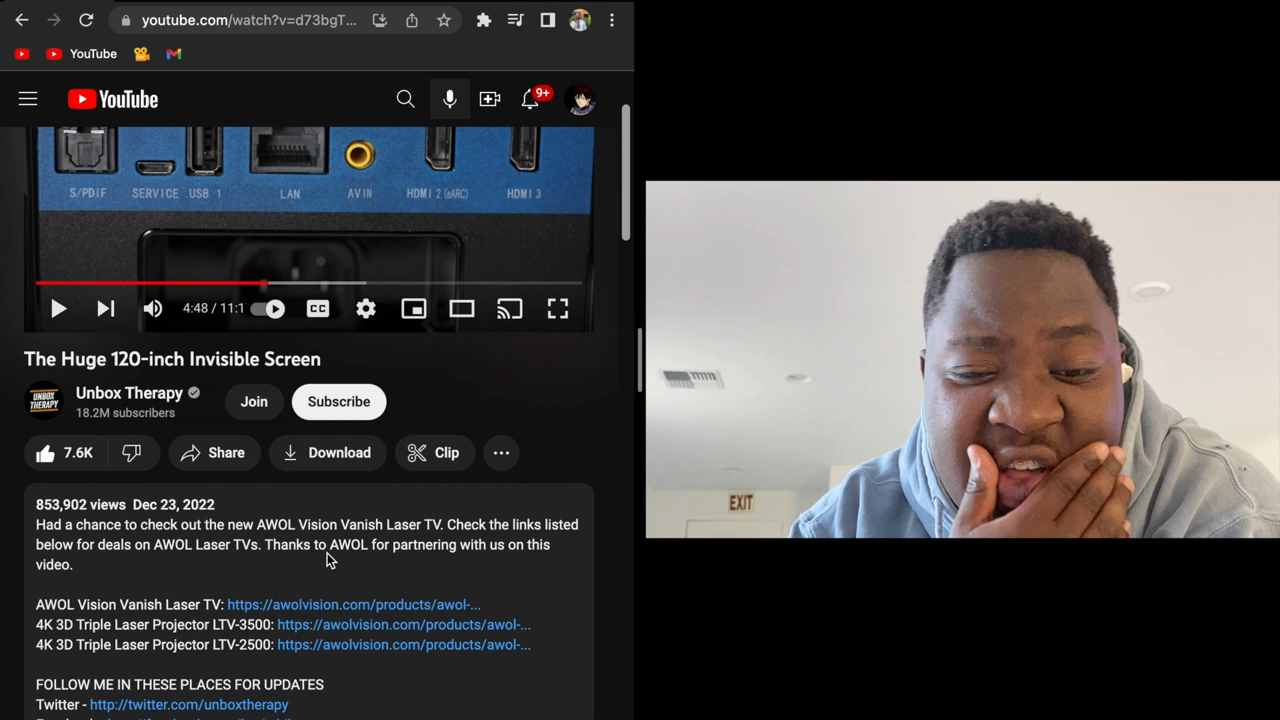 youtube.com/watch?v=d73bgT...
YouTube
YouTube
9+
S/PDIF SERVICE USB 1 LAN AV IN HDMI 2 (eARC) HDMI 3
4:48 / 11:1
CC
The Huge 120-inch Invisible Screen
UNBOX THERAPY
Unbox Therapy
18.2M subscribers
Join
Subscribe
7.6K
Share
Download
Clip
853,902 views Dec 23, 2022
Had a chance to check out the new AWOL Vision Vanish Laser TV. Check the links listed
below for deals on AWOL Laser TVs. Thanks to AWOL for partnering with us on this
video.
AWOL Vision Vanish Laser TV: https://awolvision.com/products/awol-...
4K 3D Triple Laser Projector LTV-3500: https://awolvision.com/products/awol-...
4K 3D Triple Laser Projector LTV-2500: https://awolvision.com/products/awol-...
FOLLOW ME IN THESE PLACES FOR UPDATES
Twitter - http://twitter.com/unboxtherapy
EXIT